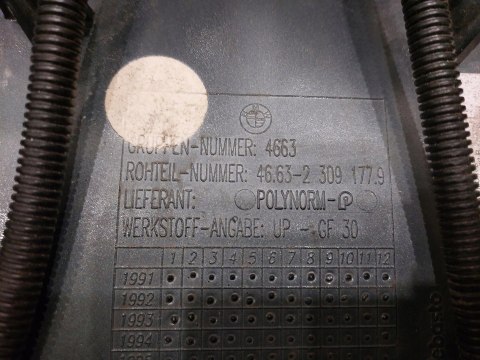 GRUPPEN-NUMMER: 4663
ROHTEIL-NUMMER: 46.63-2 309 177.9
LIEFERANT: POLYNORM-
WERKSTOFF-ANGABE: UP - GF 30
1 2 3 4 5 6 7 8 9 10 11 12
1991
1992
1993
1994